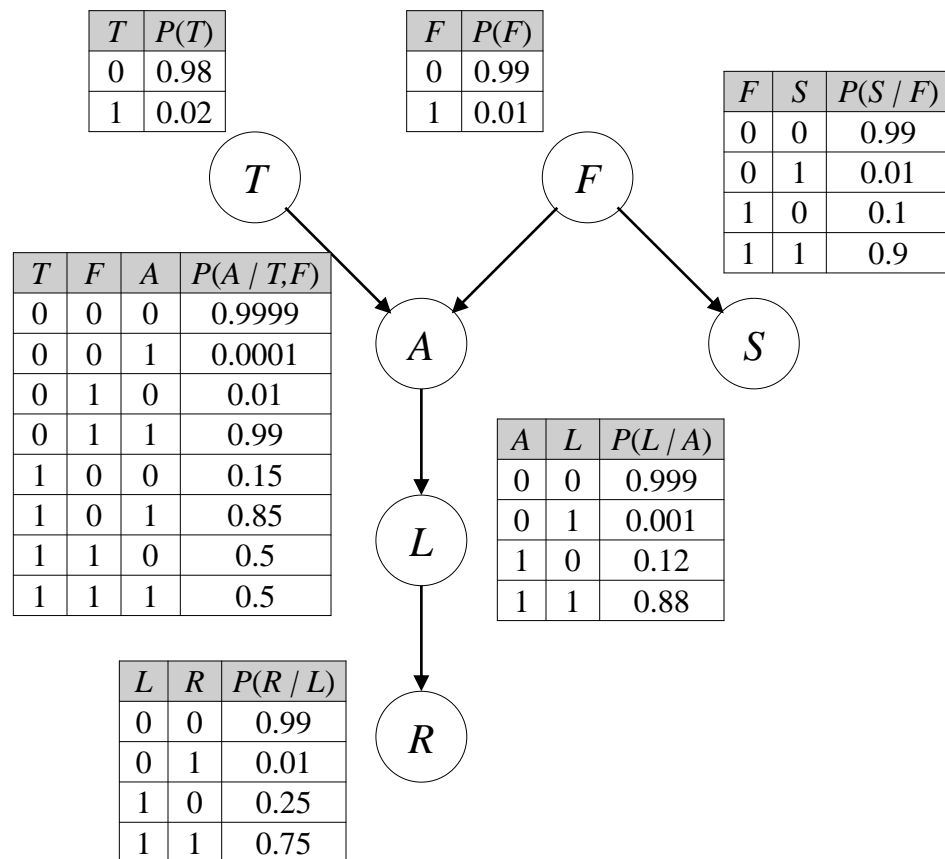 T P(T)
0 0.98
1 0.02
F P(F)
0 0.99
1 0.01
F S P(S / F)
0 0 0.99
0 1 0.01
1 0 0.1
1 1 0.9
T
F
T F A P(A / T,F)
0 0 0 0.9999
0 0 1 0.0001
0 1 0 0.01
0 1 1 0.99
1 0 0 0.15
1 0 1 0.85
1 1 0 0.5
1 1 1 0.5
A
S
A L P(L / A)
0 0 0.999
0 1 0.001
1 0 0.12
1 1 0.88
L
L R P(R / L)
0 0 0.99
0 1 0.01
1 0 0.25
1 1 0.75
R